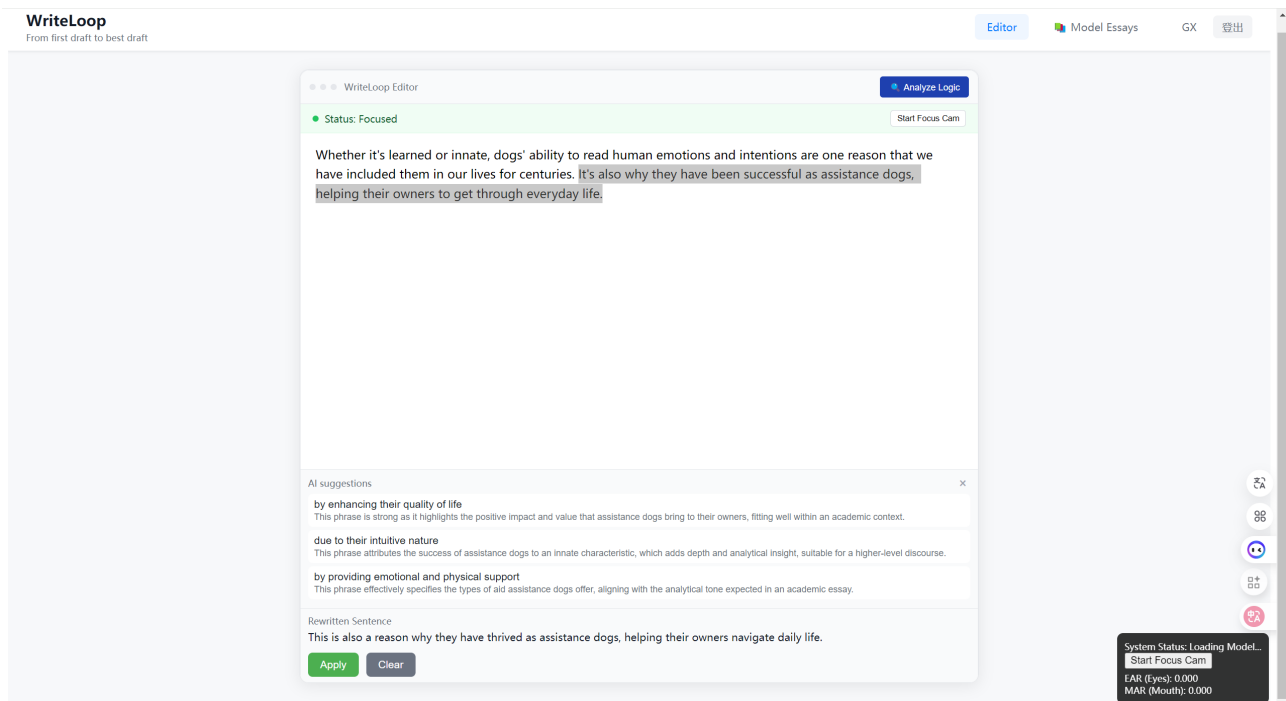 WriteLoop
From first draft to best draft
Editor
Model Essays
GX
登出
WriteLoop Editor
Analyze Logic
Status: Focused
Start Focus Cam
Whether it's learned or innate, dogs' ability to read human emotions and intentions are one reason that we
have included them in our lives for centuries. It's also why they have been successful as assistance dogs,
helping their owners to get through everyday life.
AI suggestions
×
by enhancing their quality of life
This phrase is strong as it highlights the positive impact and value that assistance dogs bring to their owners, fitting well within an academic context.
due to their intuitive nature
This phrase attributes the success of assistance dogs to an innate characteristic, which adds depth and analytical insight, suitable for a higher-level discourse.
by providing emotional and physical support
This phrase effectively specifies the types of aid assistance dogs offer, aligning with the analytical tone expected in an academic essay.
Rewritten Sentence
This is also a reason why they have thrived as assistance dogs, helping their owners navigate daily life.
Apply
Clear
System Status: Loading Model...
Start Focus Cam
EAR (Eyes): 0.000
MAR (Mouth): 0.000